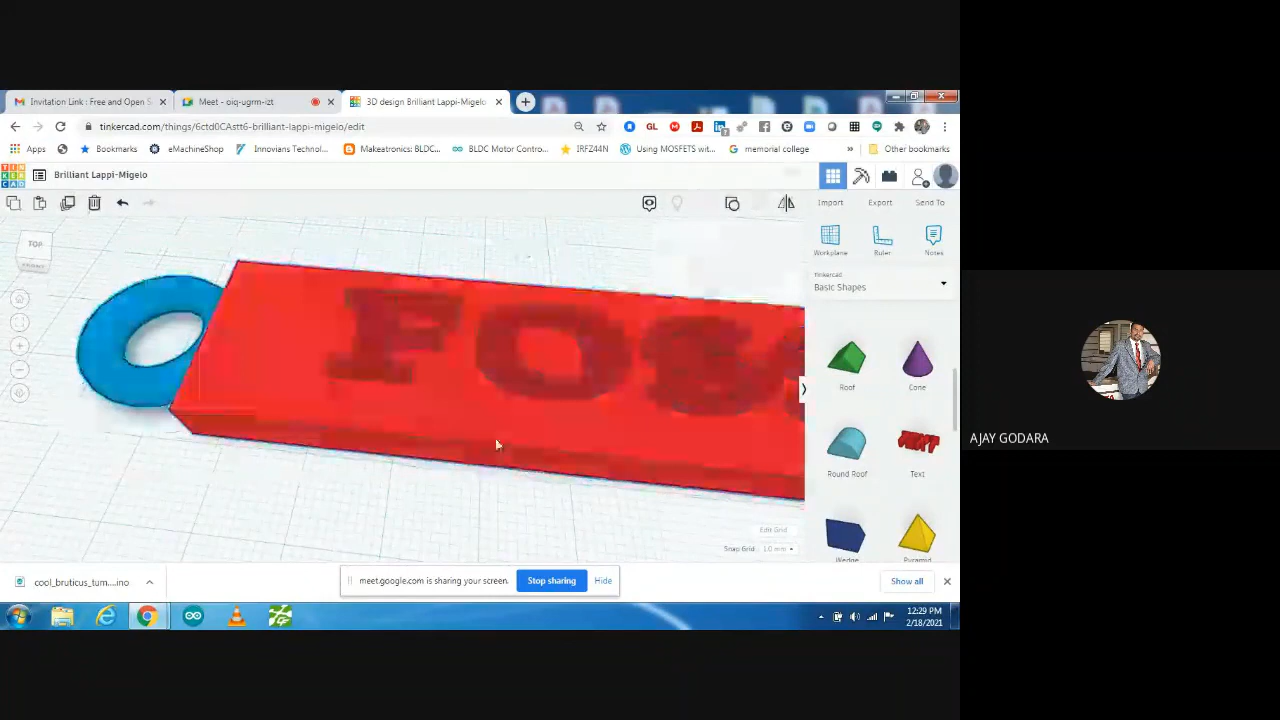 Invitation Link : Free and Open S
Meet - oiq-ugrm-izt
3D design Brilliant Lappi-Migelo
tinkercad.com/things/6ctd0CAstt6-brilliant-lappi-migelo/edit
Apps
Bookmarks
eMachineShop
Innovians Technol...
Makeatronics: BLDC...
BLDC Motor Contro...
IRFZ44N
Using MOSFETS wit...
memorial college
Other bookmarks
Brilliant Lappi-Migelo
Import
Export
Send To
Workplane
Ruler
Notes
TOP
Tinkercad
Basic Shapes
FOSS
Roof
Cone
Round Roof
Text
Wedge
Pyramid
Edit Grid
Snap Grid: 1.0 mm
cool_bruticus_tum....ino
meet.google.com is sharing your screen.
Stop sharing
Hide
Show all
12:29 PM
2/18/2021
AJAY GODARA